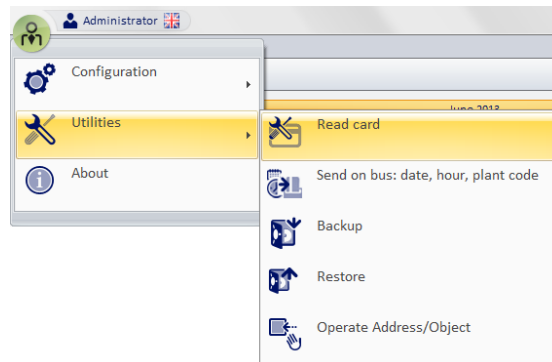 Administrator
Configuration
June 2013
Utilities
Read card
About
Send on bus: date, hour, plant code
Backup
Restore
Operate Address/Object